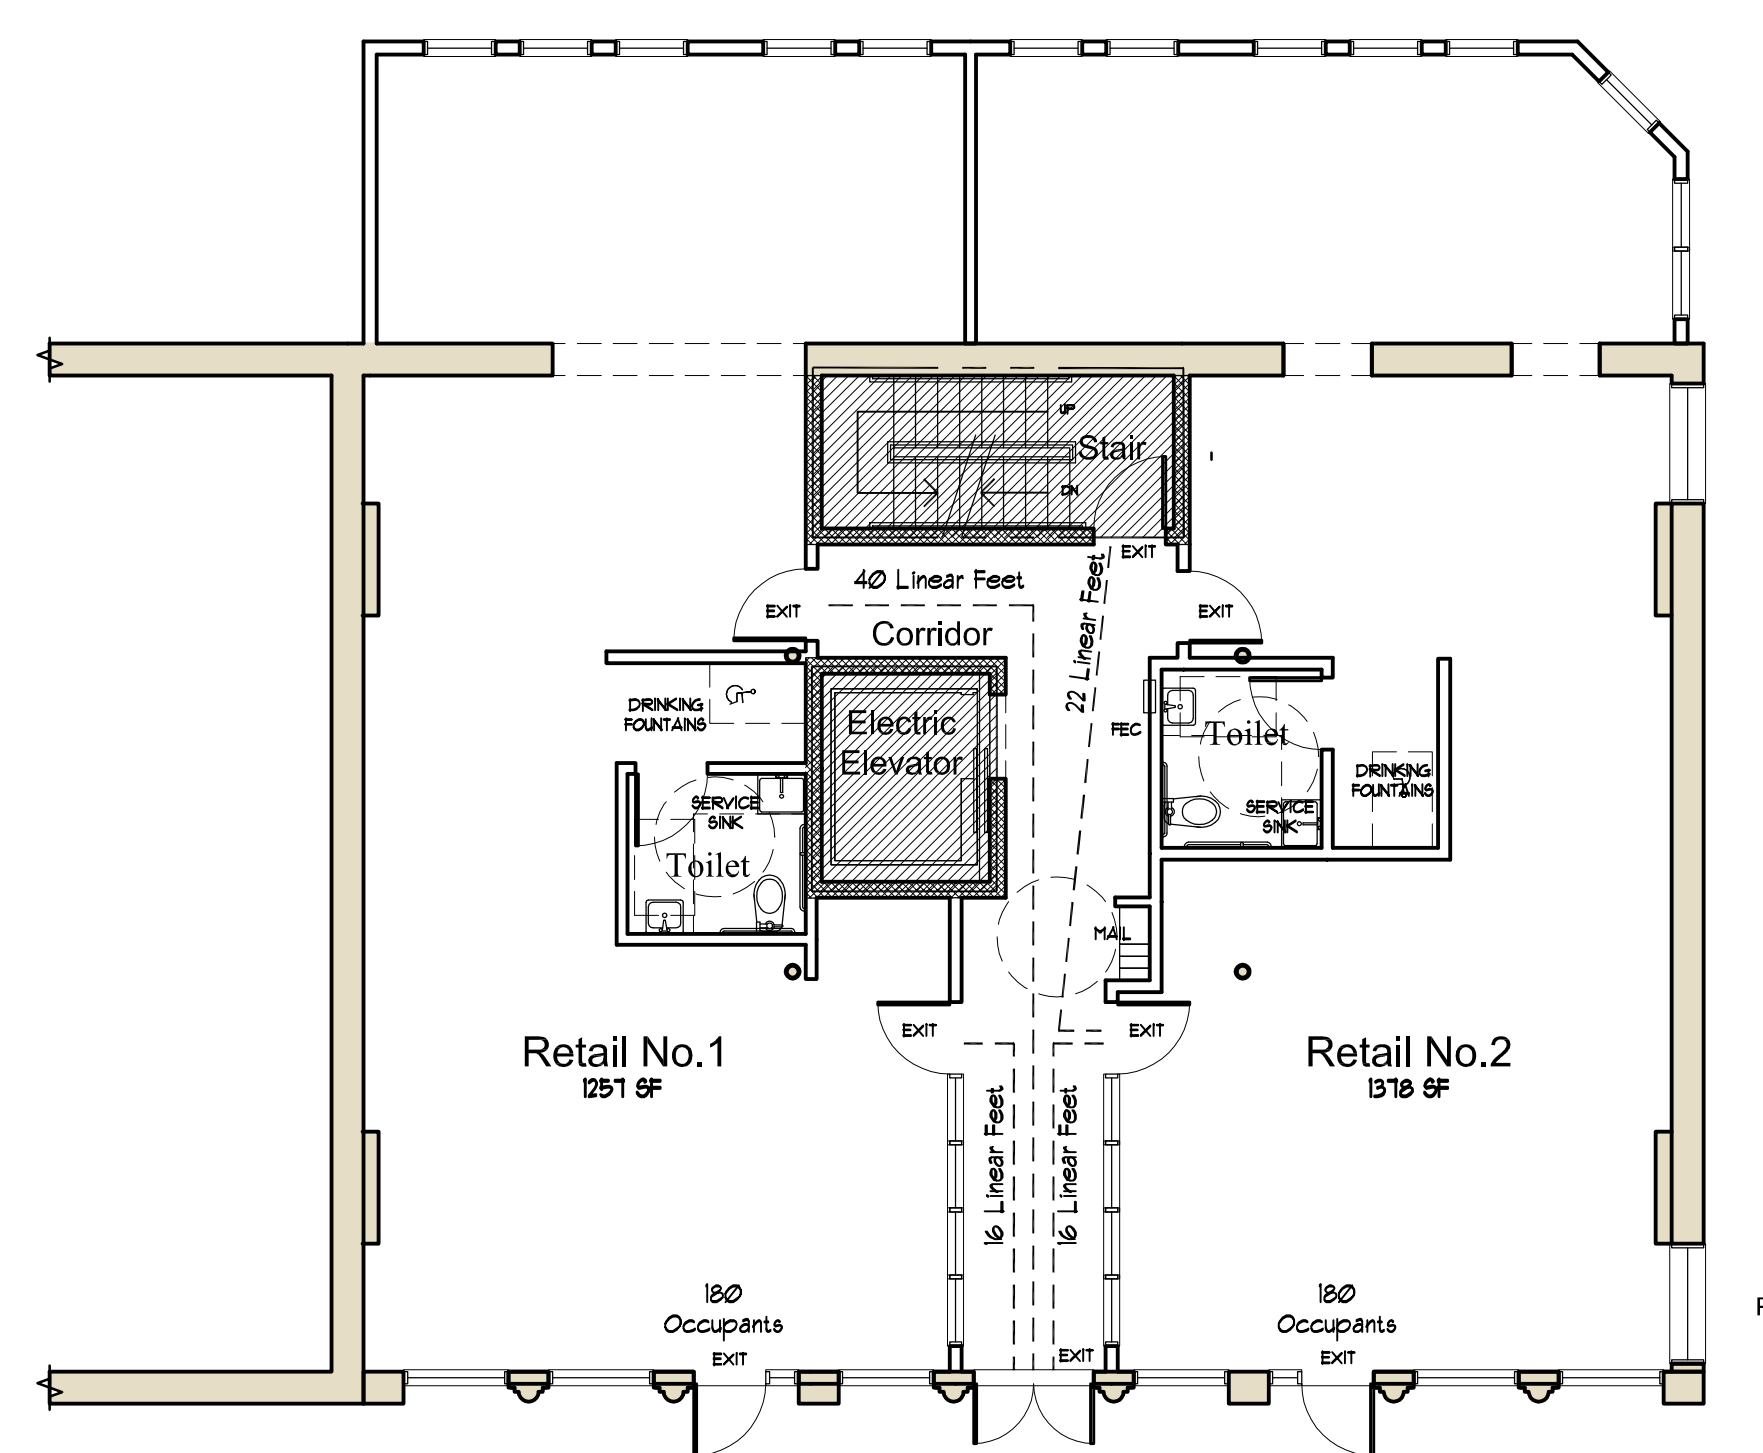 UP
Stair
DN
EXIT
40 Linear Feet
22 Linear Feet
EXIT
EXIT
Corridor
DRINKING
FOUNTAINS
Electric
Elevator
FEC
Toilet
DRINKING
FOUNTAINS
SERVICE
SINK
SERVICE
SINK
Toilet
MAIL
EXIT
EXIT
Retail No.1
1257 SF
Retail No.2
1378 SF
16 Linear Feet
16 Linear Feet
180
Occupants
EXIT
180
Occupants
EXIT
EXIT